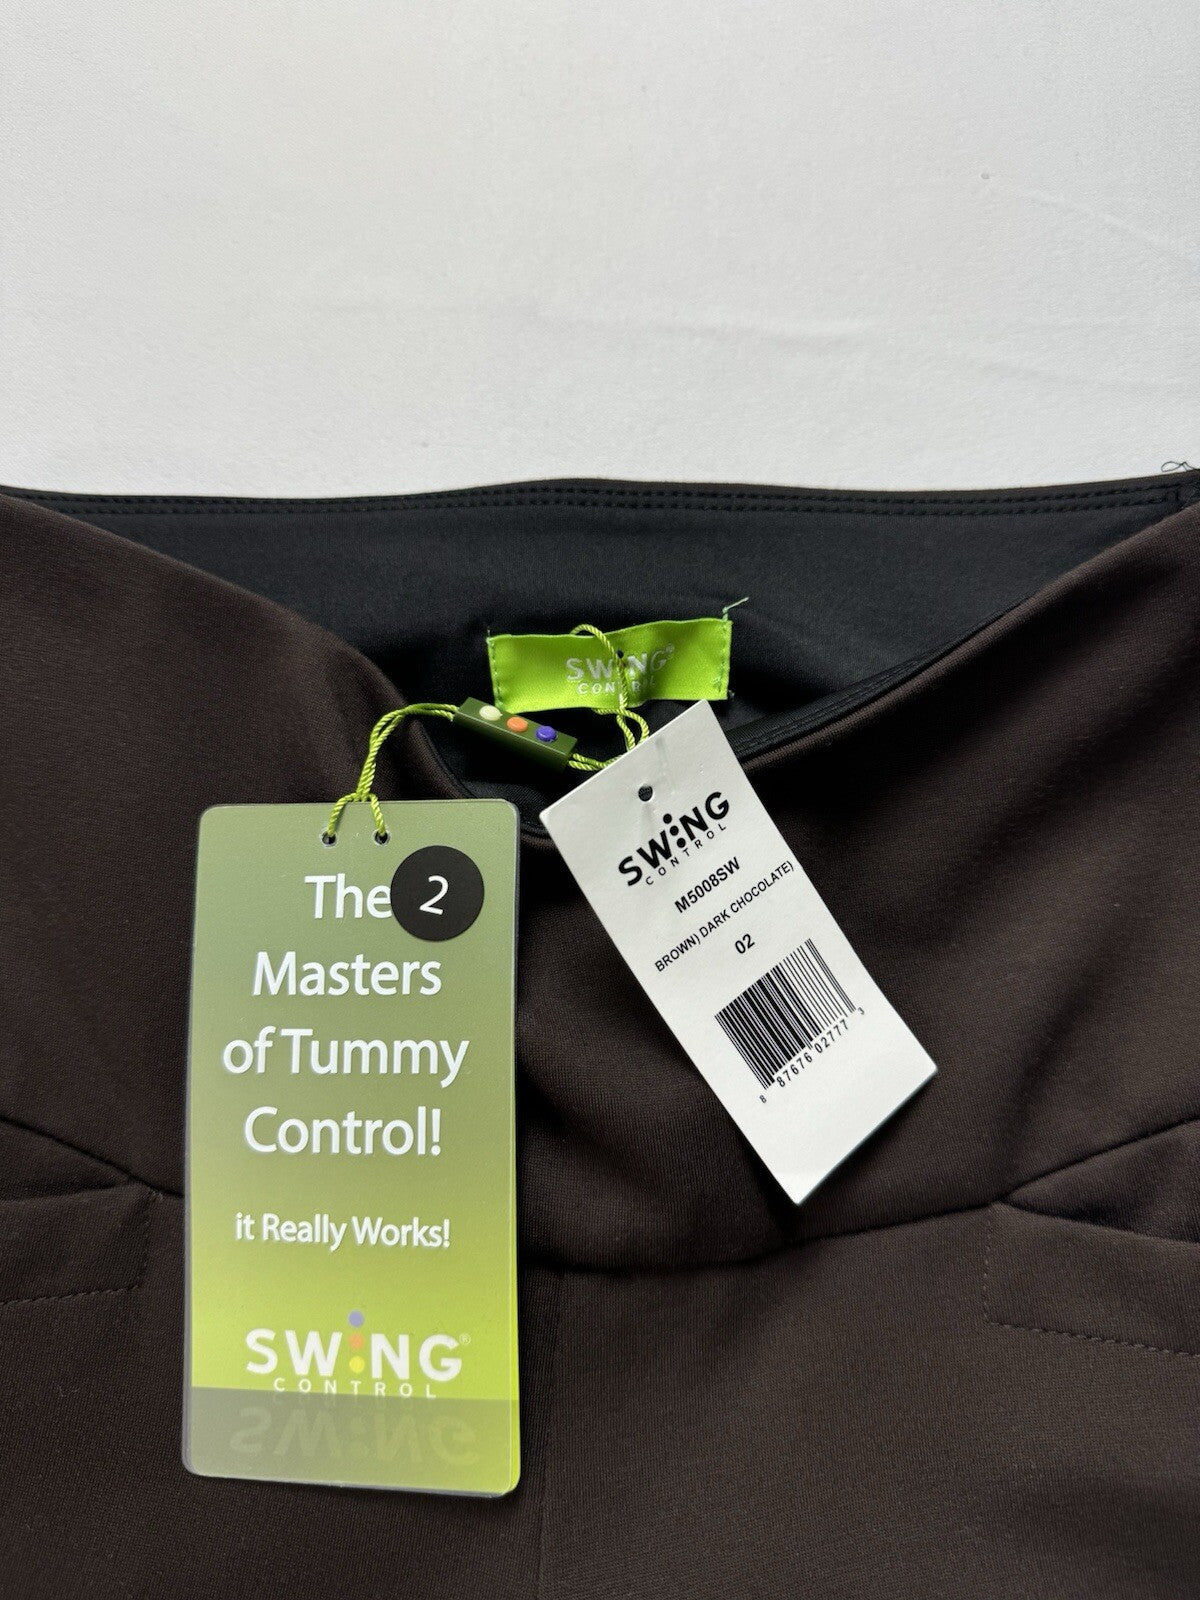 SWING®
CONTROL
The 2
Masters
of Tummy
Control!
it Really Works!
SWING®
CONTROL
SWING
CONTROL
M5008SW
BROWN) DARK CHOCOLATE)
02
8 87676 02777 3